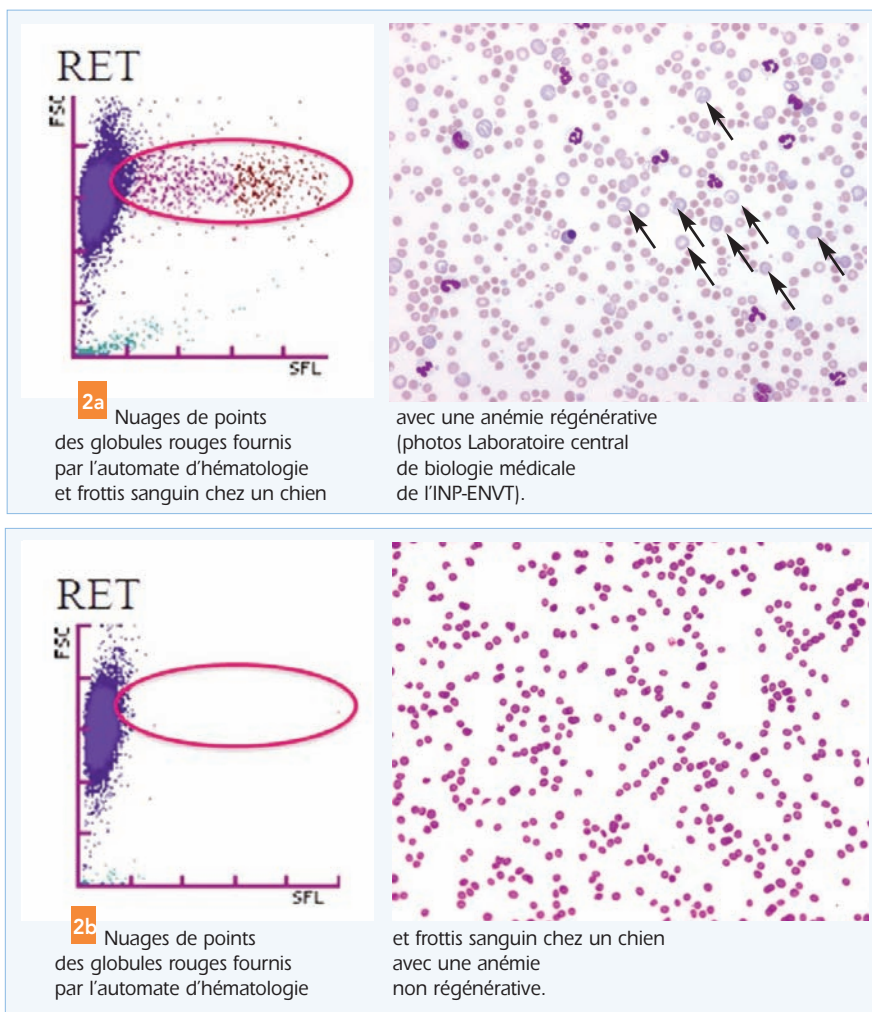 RET
FSC
SFL
2a Nuages de points
des globules rouges fournis
par l'automate d'hématologie
et frottis sanguin chez un chien
avec une anémie régénérative
(photos Laboratoire central
de biologie médicale
de l'INP-ENVT).
RET
FSC
SFL
2b Nuages de points
des globules rouges fournis
par l'automate d'hématologie
et frottis sanguin chez un chien
avec une anémie
non régénérative.